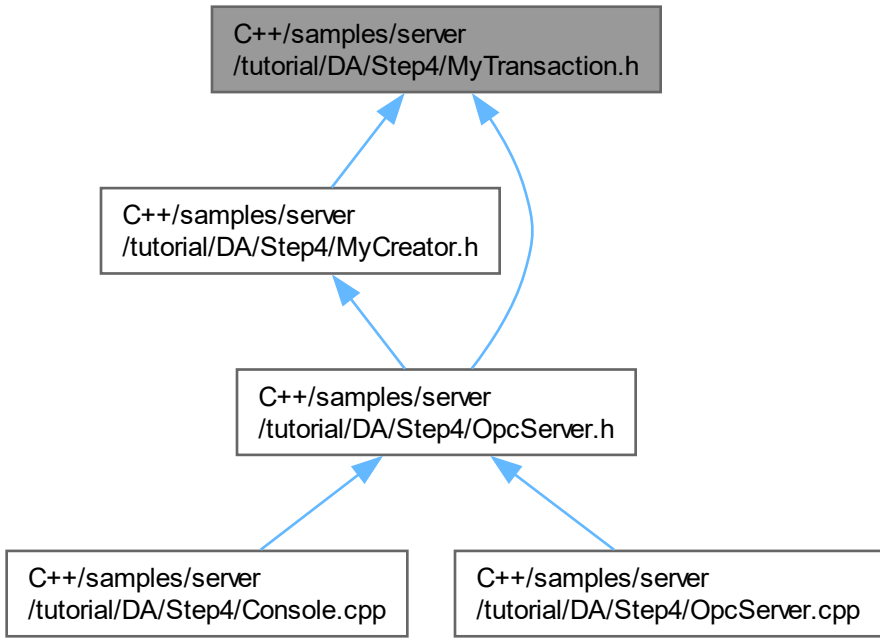 C++/samples/server
/tutorial/DA/Step4/MyTransaction.h
C++/samples/server
/tutorial/DA/Step4/MyCreator.h
C++/samples/server
/tutorial/DA/Step4/OpcServer.h
C++/samples/server
/tutorial/DA/Step4/Console.cpp
C++/samples/server
/tutorial/DA/Step4/OpcServer.cpp